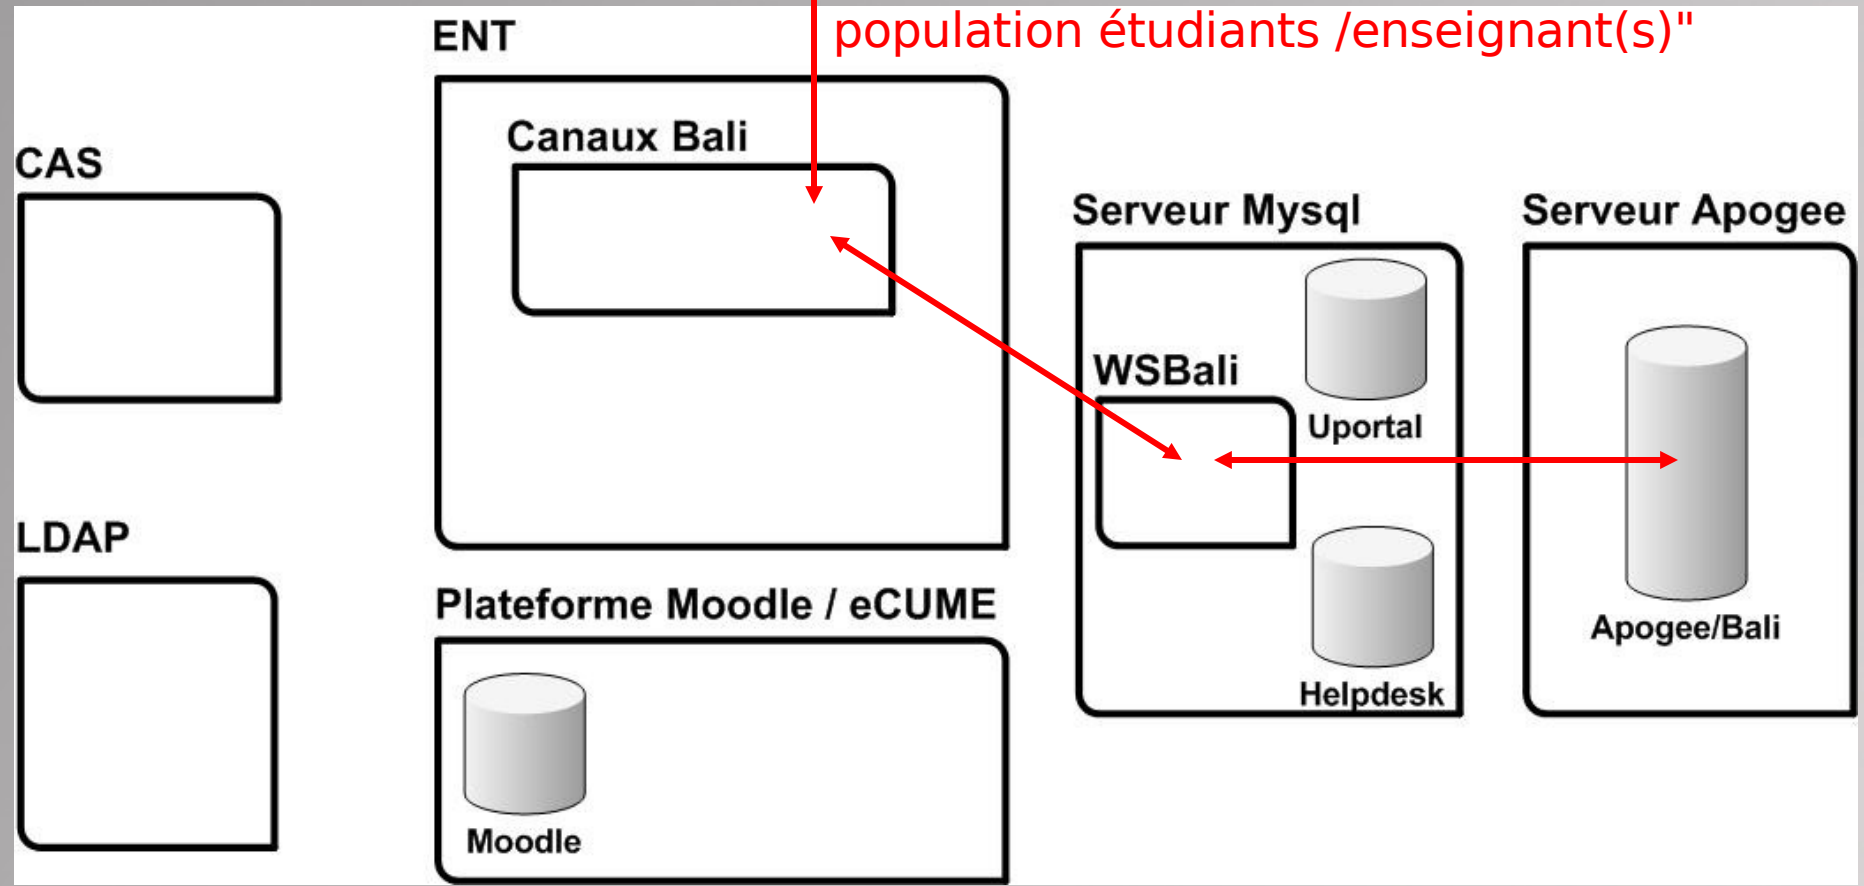 population étudiants /enseignant(s)"
ENT
Canaux Bali
CAS
Serveur Mysql
Serveur Apogee
WSBali
Uportal
LDAP
Plateforme Moodle / eCUME
Apogee/Bali
Helpdesk
Moodle